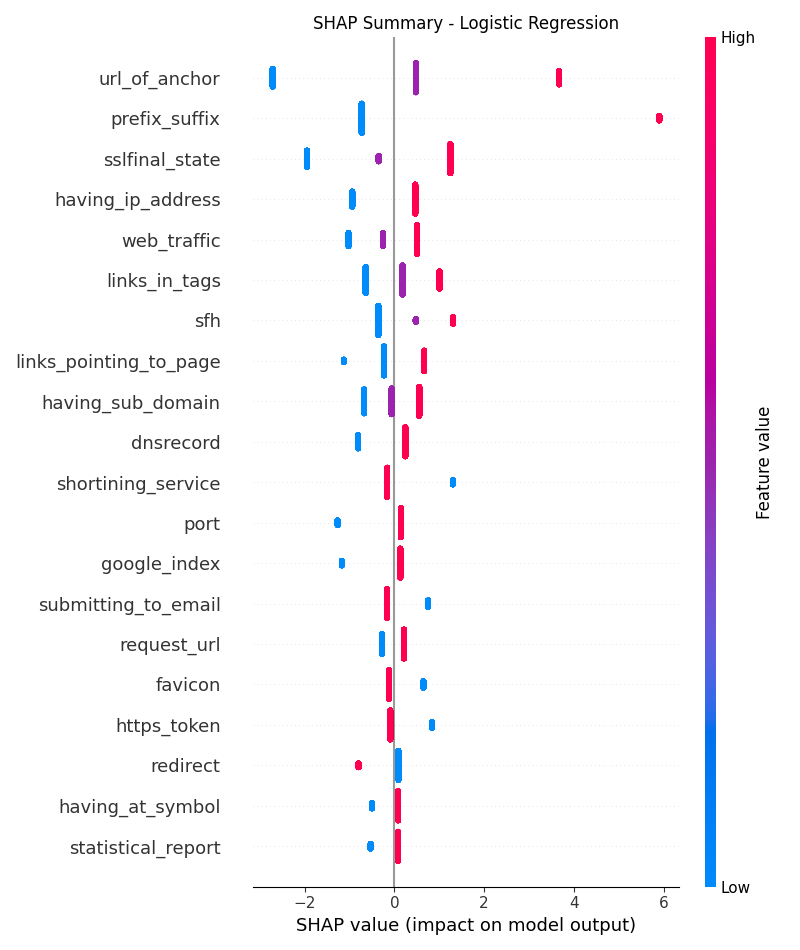 SHAP Summary - Logistic Regression
High
url_of_anchor
prefix_suffix
sslfinal_state
having_ip_address
web_traffic
links_in_tags
sfh
links_pointing_to_page
having_sub_domain
dnsrecord
shortining_service
port
google_index
submitting_to_email
request_url
favicon
https_token
redirect
having_at_symbol
statistical_report
Feature value
Low
−2 0 2 4 6
SHAP value (impact on model output)